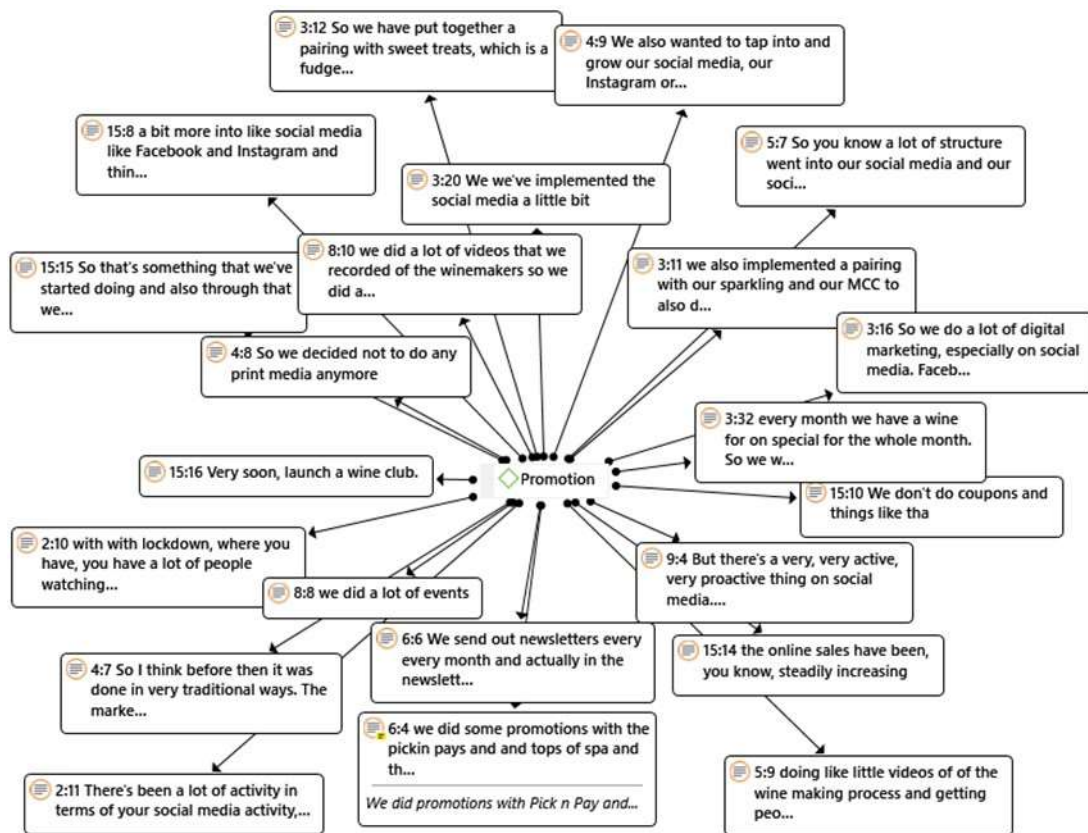 3:12 So we have put together a
pairing with sweet treats, which is a
fudge...
4:9 We also wanted to tap into and
grow our social media, our
Instagram or...
15:8 a bit more into like social media
like Facebook and Instagram and
thin...
5:7 So you know a lot of structure
went into our social media and our
soci...
3:20 We we've implemented the
social media a little bit
8:10 we did a lot of videos that we
recorded of the winemakers so we
did a...
15:15 So that's something that we've
started doing and also through that
we...
3:11 we also implemented a pairing
with our sparkling and our MCC to
also d...
3:16 So we do a lot of digital
marketing, especially on social
media. Faceb...
4:8 So we decided not to do any
print media anymore
3:32 every month we have a wine
for on special for the whole month.
So we w...
15:16 Very soon, launch a wine club.
Promotion
15:10 We don't do coupons and
things like tha
2:10 with with lockdown, where you
have, you have a lot of people
watching...
8:8 we did a lot of events
9:4 But there's a very, very active,
very proactive thing on social
media....
6:6 We send out newsletters every
every month and actually in the
newslett...
15:14 the online sales have been,
you know, steadily increasing
4:7 So I think before then it was
done in very traditional ways. The
marke...
6:4 we did some promotions with the
pickin pays and and tops of spa and
th...
We did promotions with Pick n Pay and...
2:11 There's been a lot of activity in
terms of your social media activity,...
5:9 doing like little videos of of the
wine making process and getting
peo...